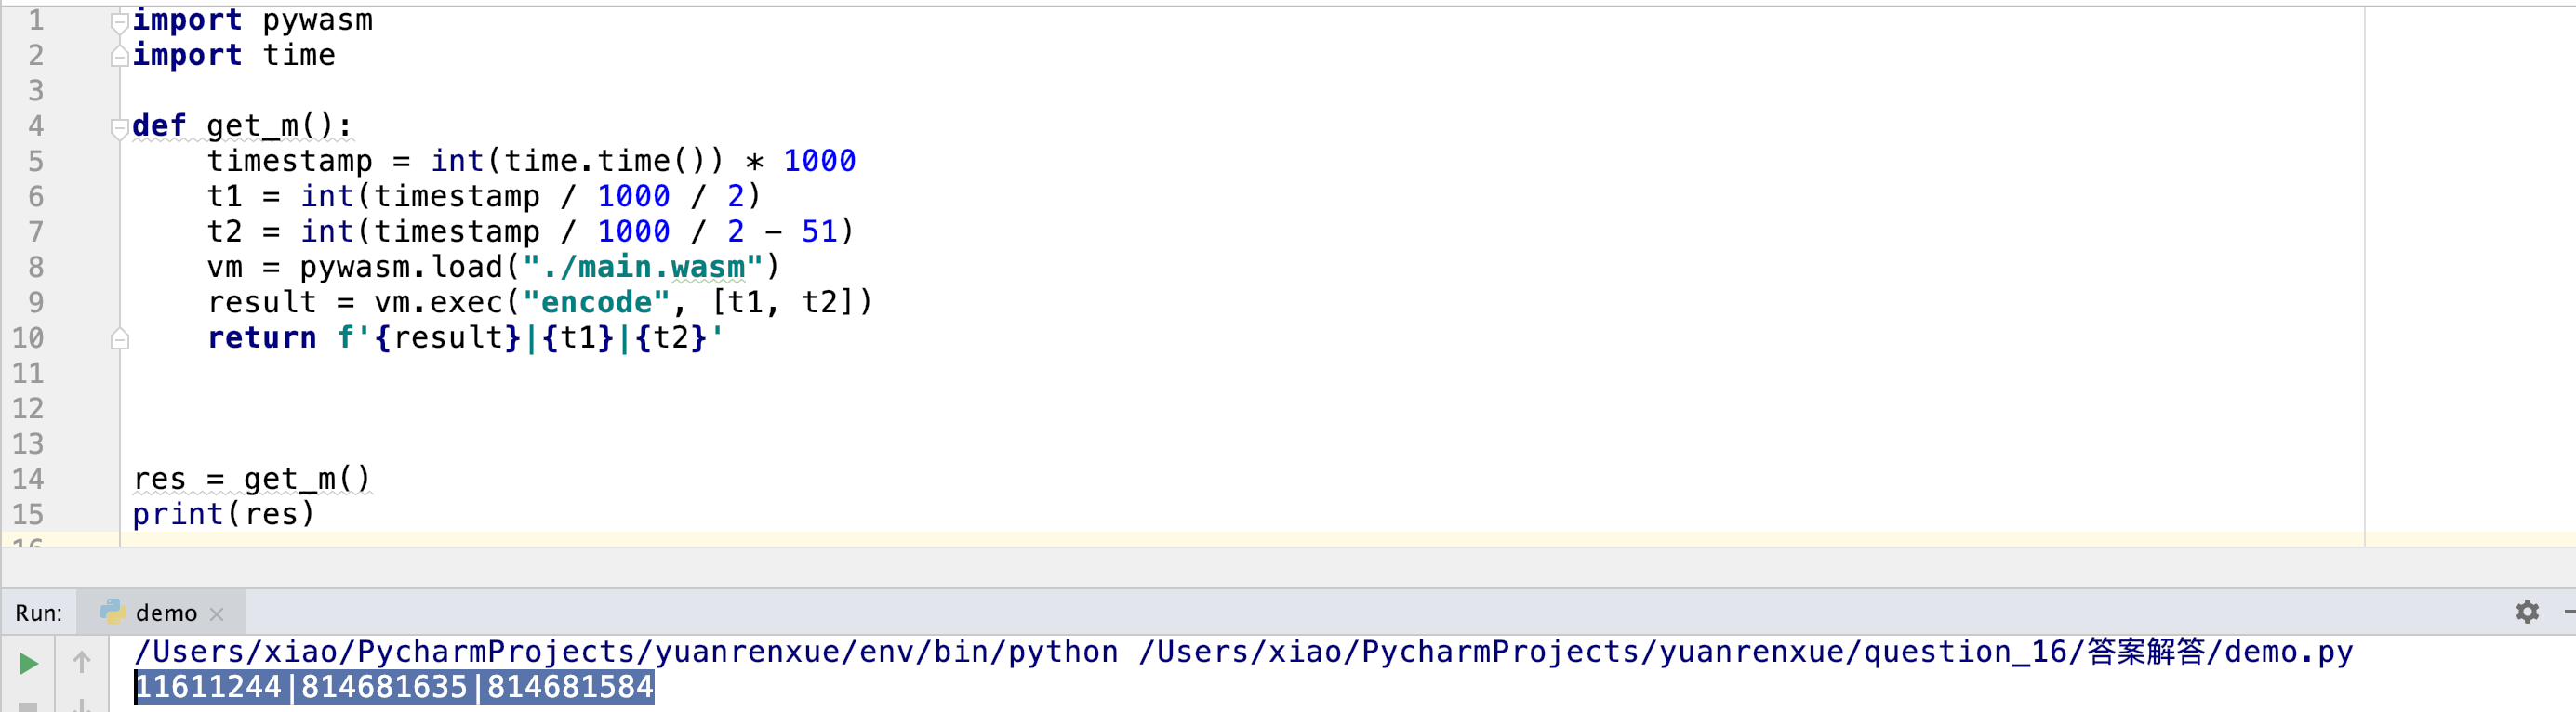 1 import pywasm
2 import time
3
4 def get_m():
5     timestamp = int(time.time()) * 1000
6     t1 = int(timestamp / 1000 / 2)
7     t2 = int(timestamp / 1000 / 2 - 51)
8     vm = pywasm.load("./main.wasm")
9     result = vm.exec("encode", [t1, t2])
10     return f'{result}|{t1}|{t2}'
11
12
13
14 res = get_m()
15 print(res)
16
Run: demo
/Users/xiao/PycharmProjects/yuanrenxue/env/bin/python /Users/xiao/PycharmProjects/yuanrenxue/question_16/答案解答/demo.py
11611244|814681635|814681584